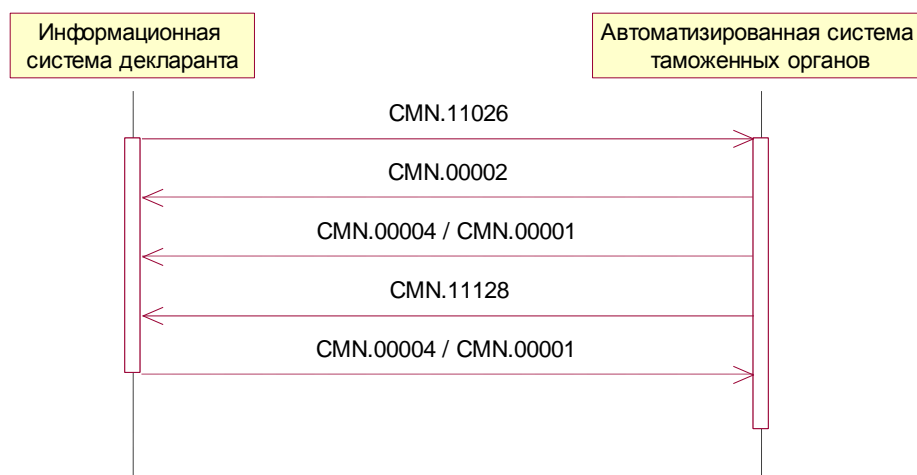 Информационная
система декларанта
Автоматизированная система
таможенных органов
CMN.11026
CMN.00002
CMN.00004 / CMN.00001
CMN.11128
CMN.00004 / CMN.00001